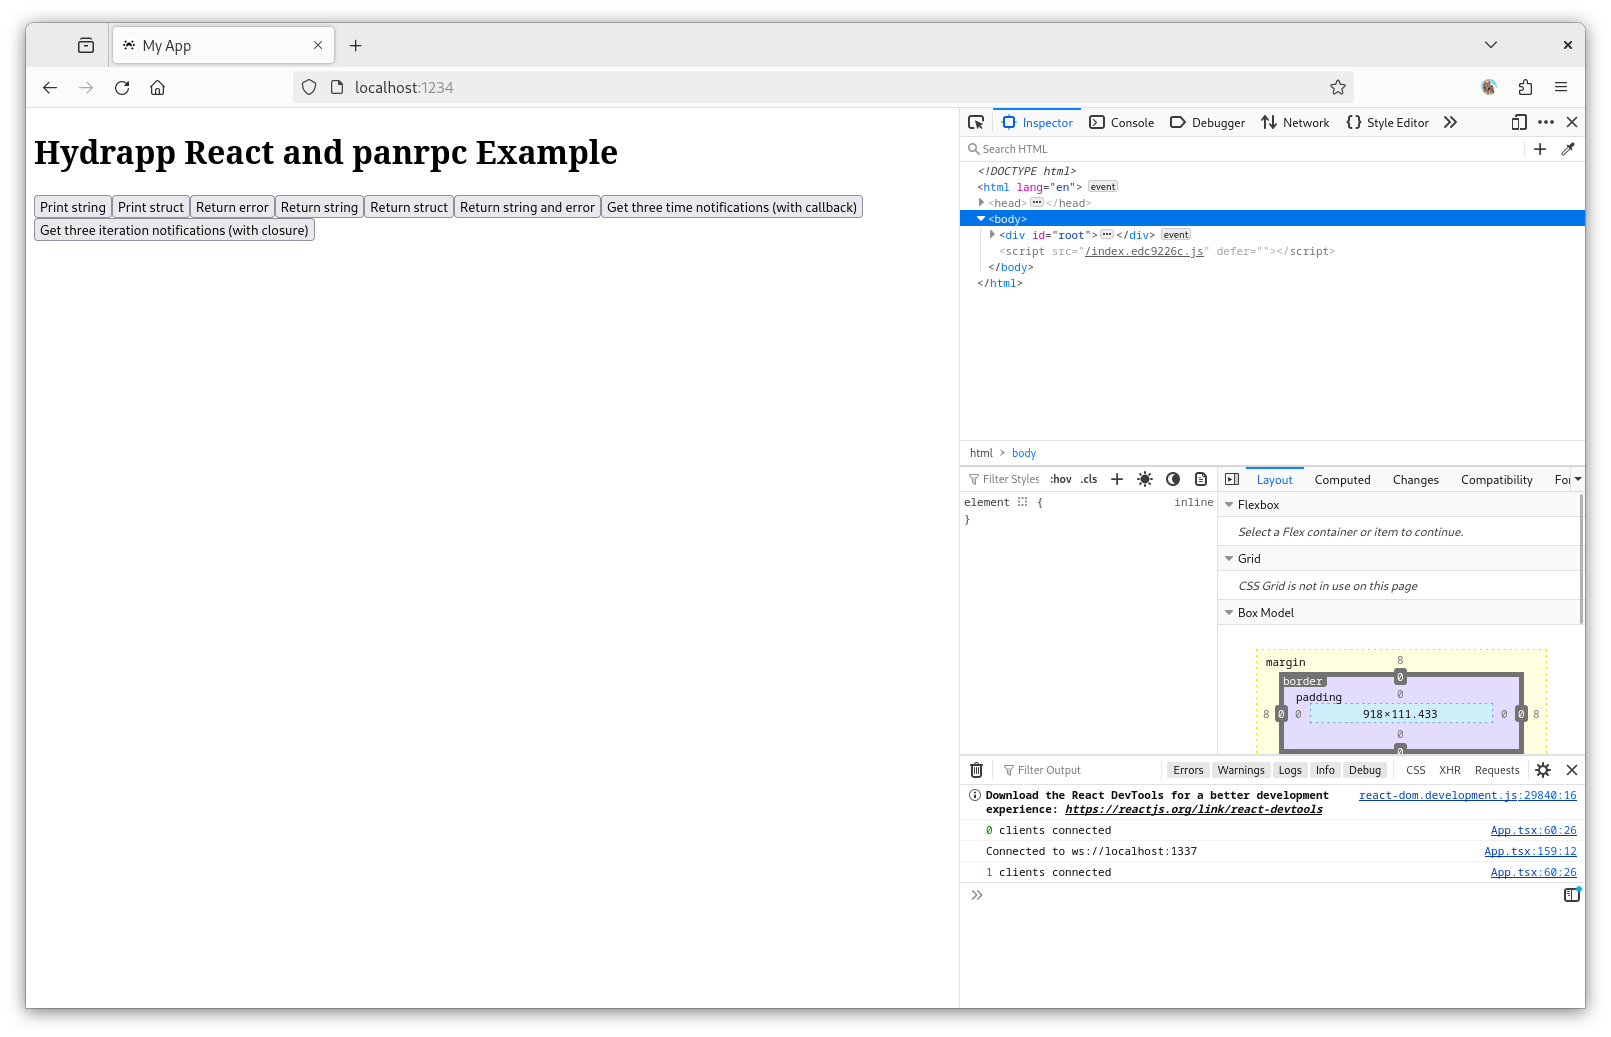 My App
localhost:1234
Hydrapp React and panrpc Example
Print string Print struct Return error Return string Return struct Return string and error Get three time notifications (with callback)
Get three iteration notifications (with closure)
Inspector Console Debugger Network Style Editor
Search HTML
<!DOCTYPE html>
<html lang="en"> event
<head> ••• </head>
<body>
<div id="root"> ••• </div> event
<script src="/index.edc9226c.js" defer=""></script>
</body>
</html>
html > body
Filter Styles :hov .cls
element { inline
}
Layout Computed Changes Compatibility Fo
Flexbox
Select a Flex container or item to continue.
Grid
CSS Grid is not in use on this page
Box Model
margin 8
border 0
padding 0
8 0 0 918×111.433 0 0 8
0
0
Filter Output Errors Warnings Logs Info Debug CSS XHR Requests
Download the React DevTools for a better development react-dom.development.js:29840:16
experience: https://reactjs.org/link/react-devtools
0 clients connected App.tsx:60:26
Connected to ws://localhost:1337 App.tsx:159:12
1 clients connected App.tsx:60:26